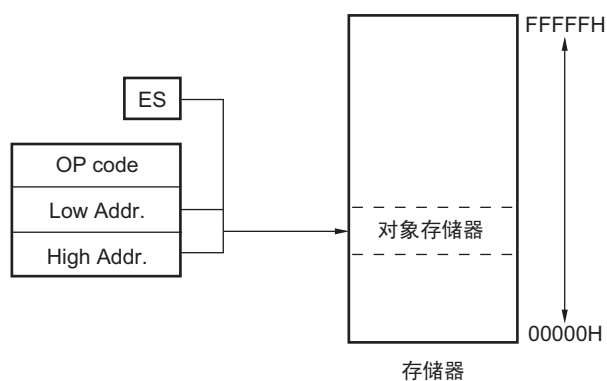 FFFFFH
ES
OP code
Low Addr.
High Addr.
对象存储器
00000H
存储器